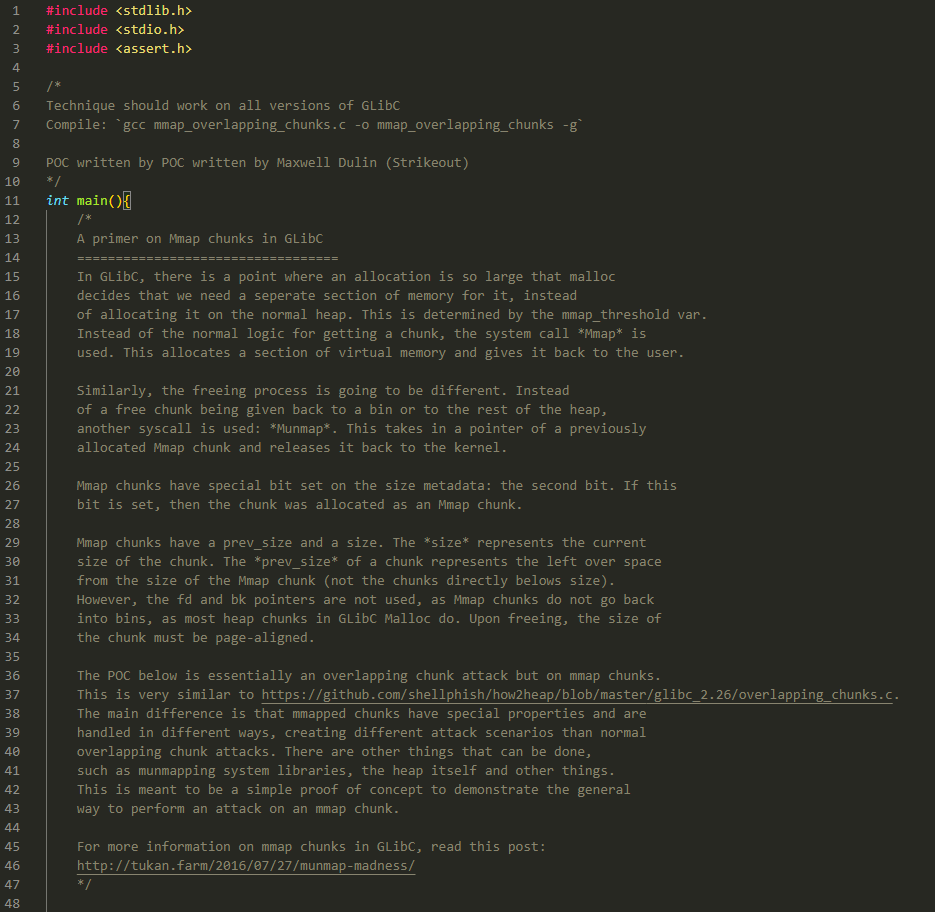 1 #include <stdlib.h>
2 #include <stdio.h>
3 #include <assert.h>
4
5 /*
6 Technique should work on all versions of GLibC
7 Compile: `gcc mmap_overlapping_chunks.c -o mmap_overlapping_chunks -g`
8
9 POC written by POC written by Maxwell Dulin (Strikeout)
10 */
11 int main(){
12 /*
13 A primer on Mmap chunks in GLibC
14 ==================================
15 In GLibC, there is a point where an allocation is so large that malloc
16 decides that we need a seperate section of memory for it, instead
17 of allocating it on the normal heap. This is determined by the mmap_threshold var.
18 Instead of the normal logic for getting a chunk, the system call *Mmap* is
19 used. This allocates a section of virtual memory and gives it back to the user.
20
21 Similarly, the freeing process is going to be different. Instead
22 of a free chunk being given back to a bin or to the rest of the heap,
23 another syscall is used: *Munmap*. This takes in a pointer of a previously
24 allocated Mmap chunk and releases it back to the kernel.
25
26 Mmap chunks have special bit set on the size metadata: the second bit. If this
27 bit is set, then the chunk was allocated as an Mmap chunk.
28
29 Mmap chunks have a prev_size and a size. The *size* represents the current
30 size of the chunk. The *prev_size* of a chunk represents the left over space
31 from the size of the Mmap chunk (not the chunks directly belows size).
32 However, the fd and bk pointers are not used, as Mmap chunks do not go back
33 into bins, as most heap chunks in GLibC Malloc do. Upon freeing, the size of
34 the chunk must be page-aligned.
35
36 The POC below is essentially an overlapping chunk attack but on mmap chunks.
37 This is very similar to https://github.com/shellphish/how2heap/blob/master/glibc_2.26/overlapping_chunks.c.
38 The main difference is that mmapped chunks have special properties and are
39 handled in different ways, creating different attack scenarios than normal
40 overlapping chunk attacks. There are other things that can be done,
41 such as munmapping system libraries, the heap itself and other things.
42 This is meant to be a simple proof of concept to demonstrate the general
43 way to perform an attack on an mmap chunk.
44
45 For more information on mmap chunks in GLibC, read this post:
46 http://tukan.farm/2016/07/27/munmap-madness/
47 */
48